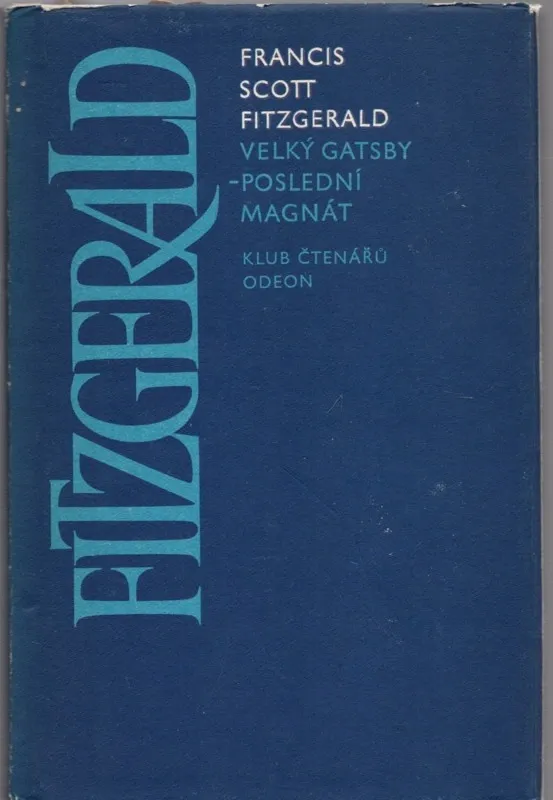 FITZGERALD
FRANCIS
SCOTT
FITZGERALD
VELKÝ GATSBY
-POSLEDNÍ
MAGNÁT
KLUB ČTENÁŘŮ
ODEON